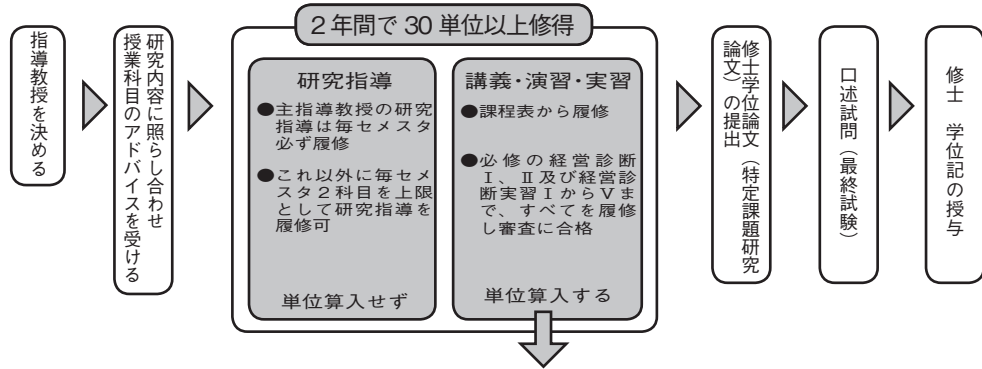 指導教授を決める
研究内容に照らし合わせ
授業科目のアドバイスを受ける
2年間で30単位以上修得
研究指導
●主指導教授の研究
指導は毎セメスタ
必ず履修
●これ以外に毎セメ
スタ2科目を上限
として研究指導を
履修可
単位算入せず
講義・演習・実習
●課程表から履修
●必修の経営診断
Ⅰ、Ⅱ及び経営診
断実習ⅠからⅤま
で、すべてを履修
し審査に合格
単位算入する
修士学位論文（特定課題研究
論文）の提出
口述試問（最終試験）
修士　学位記の授与